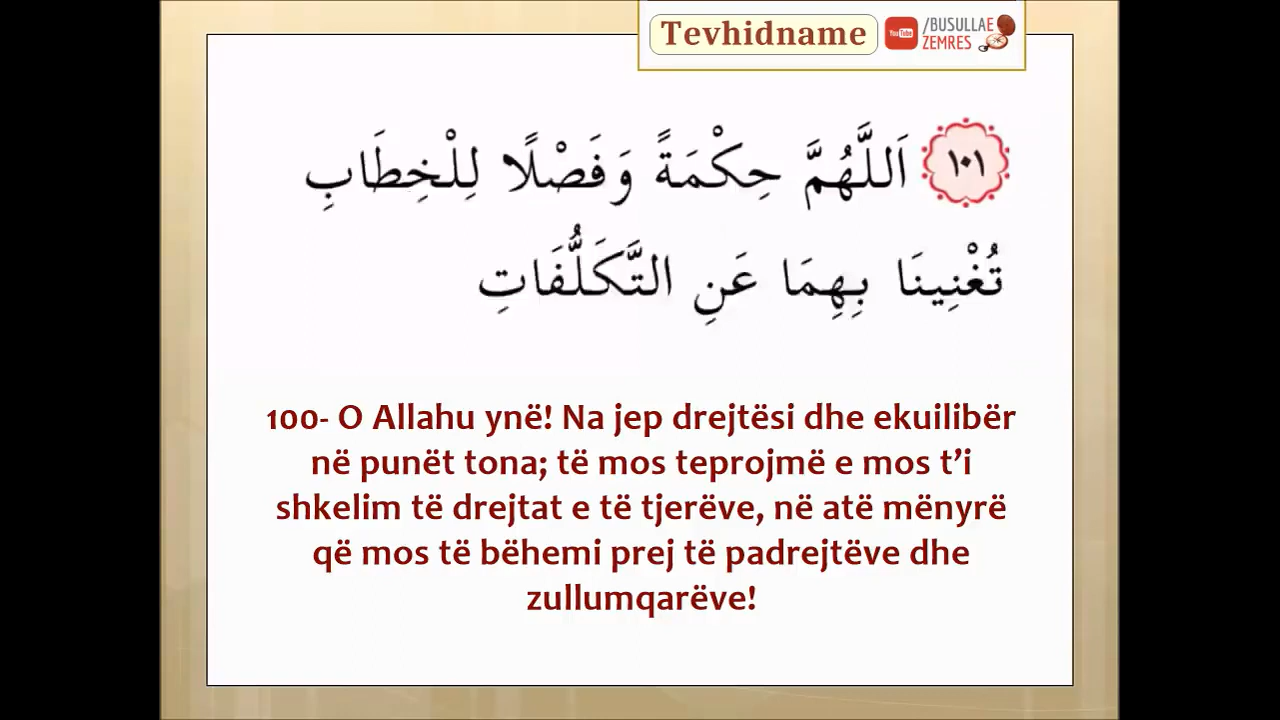 Tevhidname
YouTube
/BUSULLAE
ZEMRES
١٠١ اَللَّهُمَّ حِكْمَةً وَفَصْلًا لِلْخِطَابِ
تُغْنِينَا بِهِمَا عَنِ التَّكَلُّفَاتِ
100- O Allahu ynë! Na jep drejtësi dhe ekuilibër
në punët tona; të mos teprojmë e mos t’i
shkelim të drejtat e të tjerëve, në atë mënyrë
që mos të bëhemi prej të padrejtëve dhe
zullumqarëve!